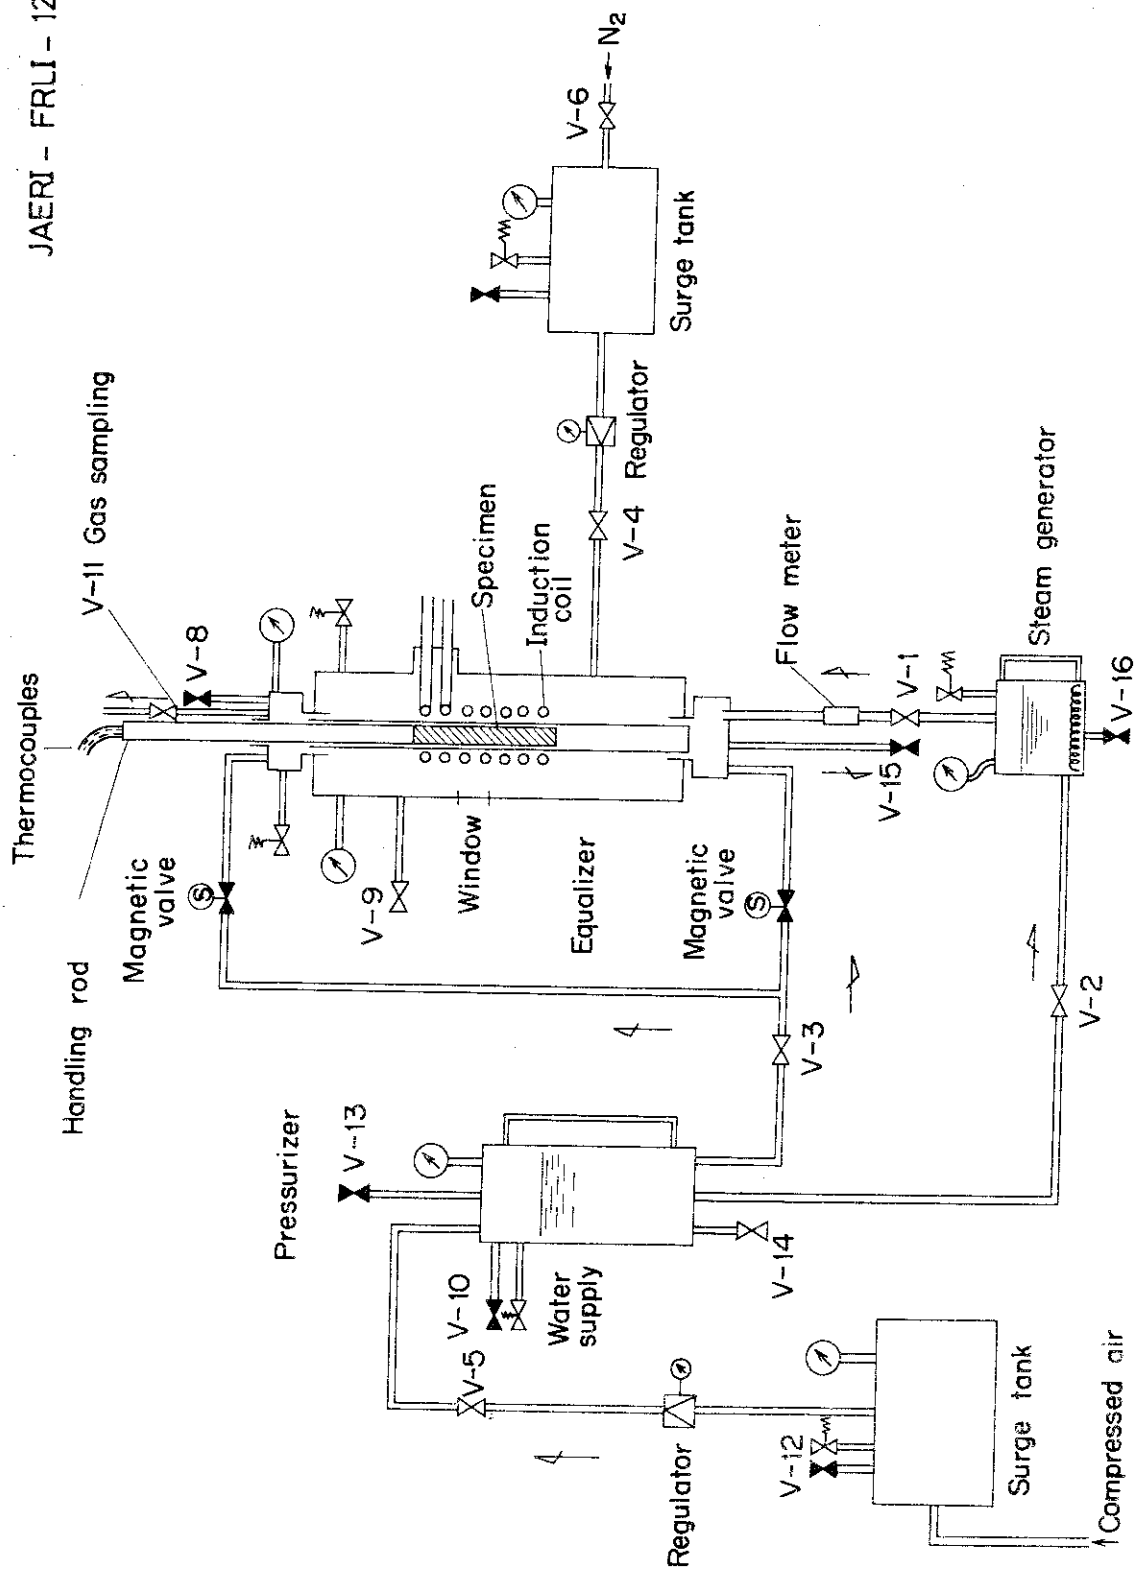 JAERI - FRLI - 12
Thermocouples
Handling rod
V-11 Gas sampling
V-8
Magnetic
valve
V-9
Window
Equalizer
Magnetic
valve
Specimen
Induction
coil
V-4
Regulator
Surge tank
V-6
N2
Flow meter
V-1
V-15
Steam generator
V-16
V-2
V-3
Pressurizer
V-13
V-10
Water
supply
V-14
V-5
Regulator
V-12
Surge tank
Compressed air
S
S